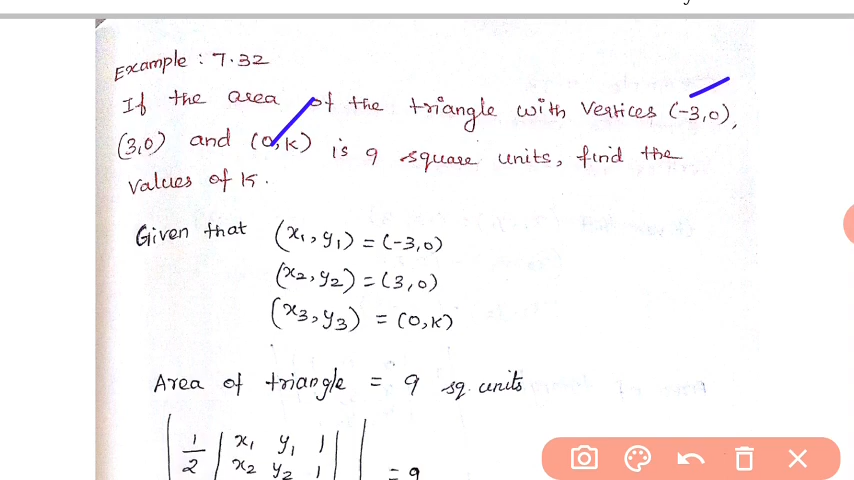 Example : 7.32
If the area of the triangle with vertices (-3,0),
(3,0) and (0,K) is 9 square units, find the
values of K.
Given that (x₁, y₁) = (-3,0)
(x₂, y₂) = (3,0)
(x₃, y₃) = (0,K)
Area of triangle = 9 sq. units
| 1/2 | x₁ y₁ 1 | |
x₂ y₂ 1 | = 9